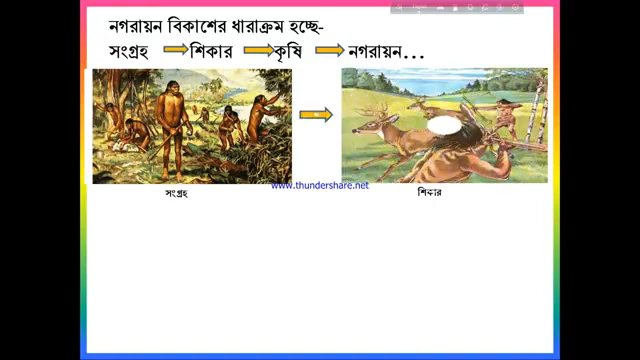 নগরায়ন বিকাশের ধারাক্রম হচ্ছে-
সংগ্রহ শিকার কৃষি নগরায়ন...
www.thundershare.net
সংগ্রহ
শিকার